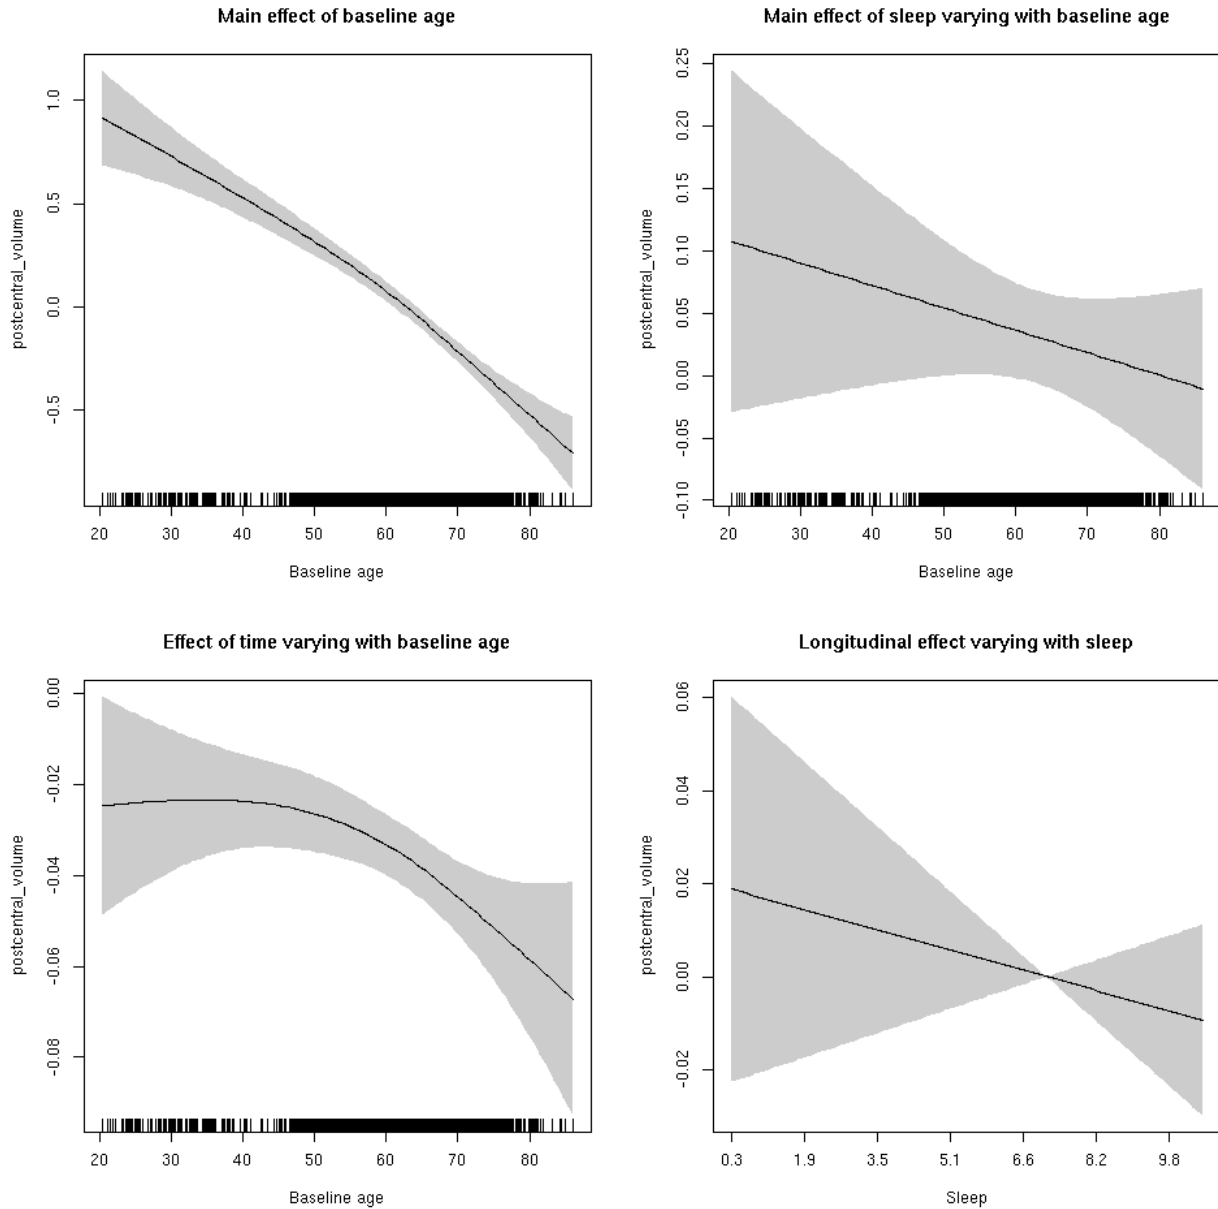 Main effect of baseline age
postcentral_volume
1.0
0.5
0.0
-0.5
20 30 40 50 60 70 80
Baseline age
Main effect of sleep varying with baseline age
postcentral_volume
0.25
0.20
0.15
0.10
0.05
0.00
-0.05
-0.10
20 30 40 50 60 70 80
Baseline age
Effect of time varying with baseline age
postcentral_volume
0.00
-0.02
-0.04
-0.06
-0.08
20 30 40 50 60 70 80
Baseline age
Longitudinal effect varying with sleep
postcentral_volume
0.06
0.04
0.02
0.00
-0.02
0.3 1.9 3.5 5.1 6.6 8.2 9.8
Sleep